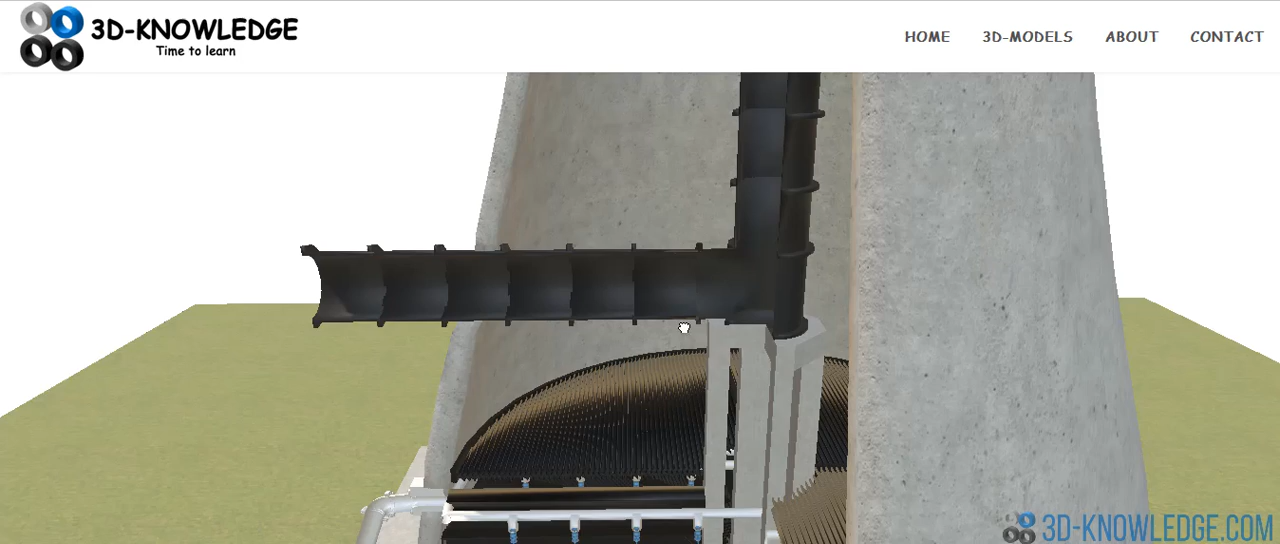 3D-KNOWLEDGE
Time to learn
HOME 3D-MODELS ABOUT CONTACT
3D-KNOWLEDGE.COM